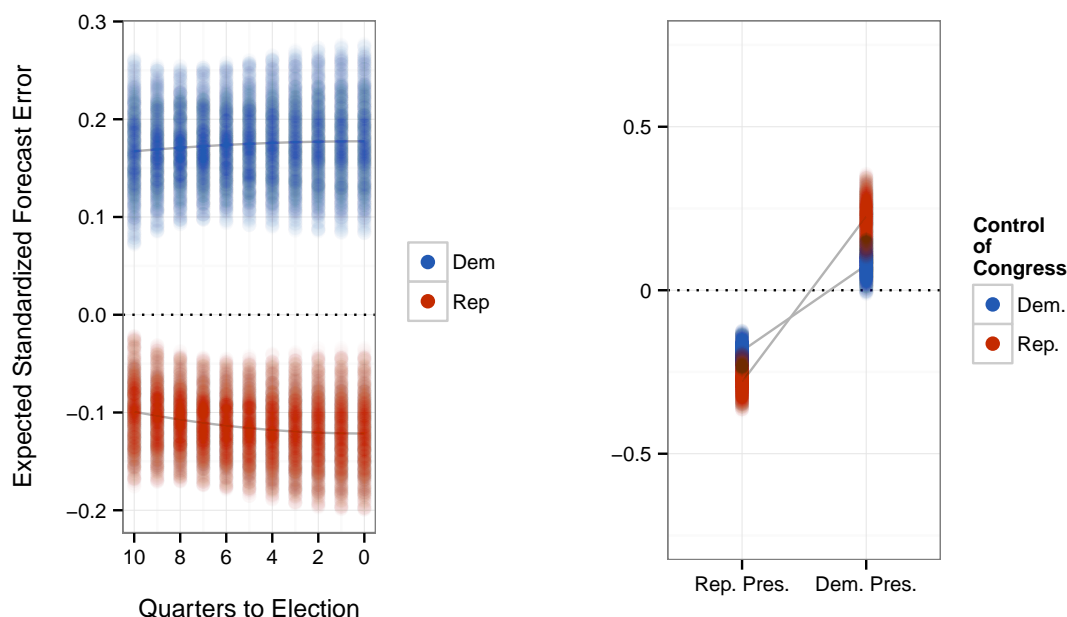 Expected Standardized Forecast Error
0.3
0.2
0.1
0.0
−0.1
−0.2
10 8 6 4 2 0
Quarters to Election
Dem
Rep
0.5
0
−0.5
Rep. Pres. Dem. Pres.
Control
of
Congress
Dem.
Rep.